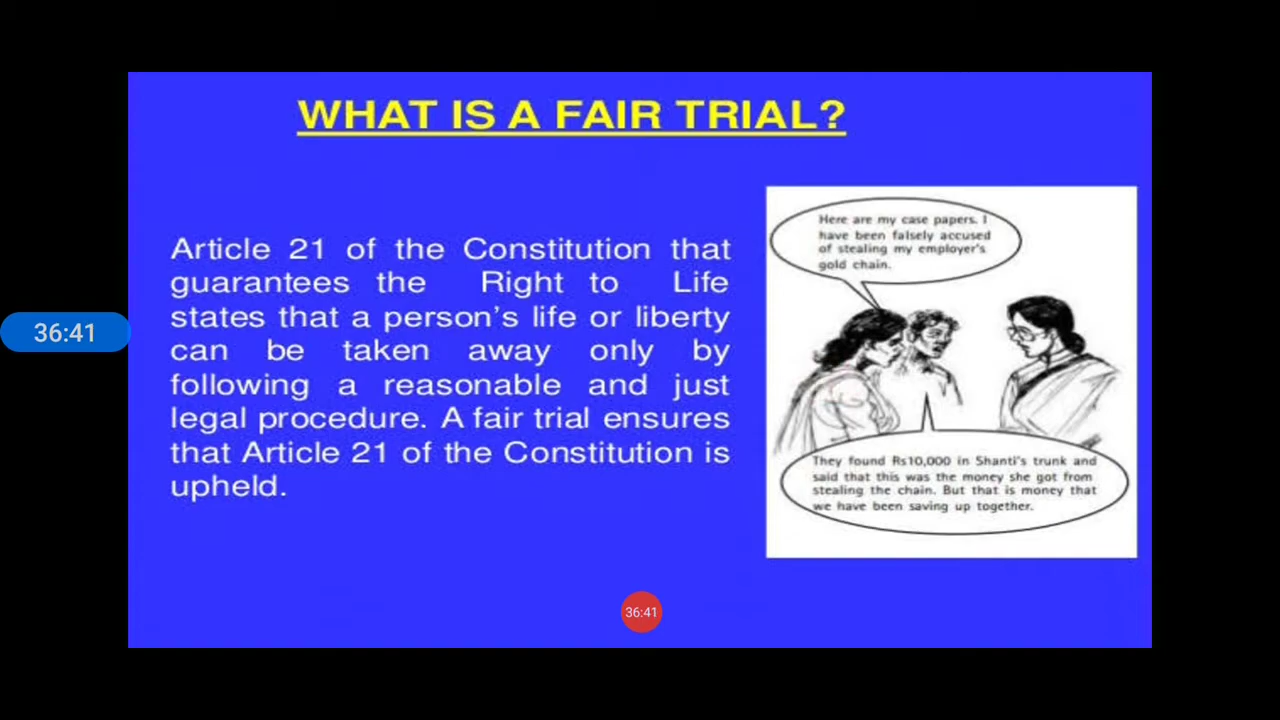 WHAT IS A FAIR TRIAL?
Article 21 of the Constitution that
guarantees the Right to Life
states that a person's life or liberty
can be taken away only by
following a reasonable and just
legal procedure. A fair trial ensures
that Article 21 of the Constitution is
upheld.
Here are my case papers. I
have been falsely accused
of stealing my employer's
gold chain.
They found Rs10,000 in Shanti's trunk and
said that this was the money she got from
stealing the chain. But that is money that
we have been saving up together.
36:41
36:41